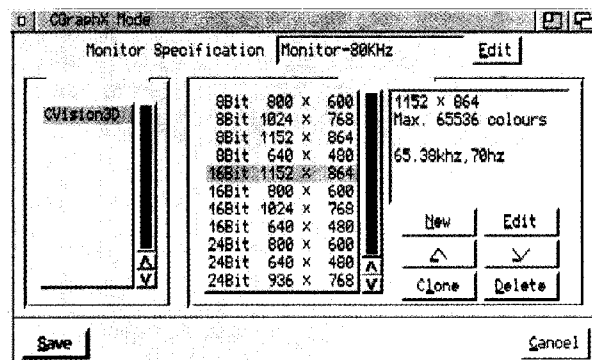 CGraphX Mode
Monitor Specification Monitor-80KHz Edit
CVision3D
8Bit 800 x 600
8Bit 1024 x 768
8Bit 1152 x 864
8Bit 640 x 480
16Bit 1152 x 864
16Bit 800 x 600
16Bit 1024 x 768
16Bit 640 x 480
24Bit 800 x 600
24Bit 640 x 480
24Bit 936 x 768
1152 x 864
Max. 65536 colours
65.38khz,70hz
New Edit
Clone Delete
Save Cancel